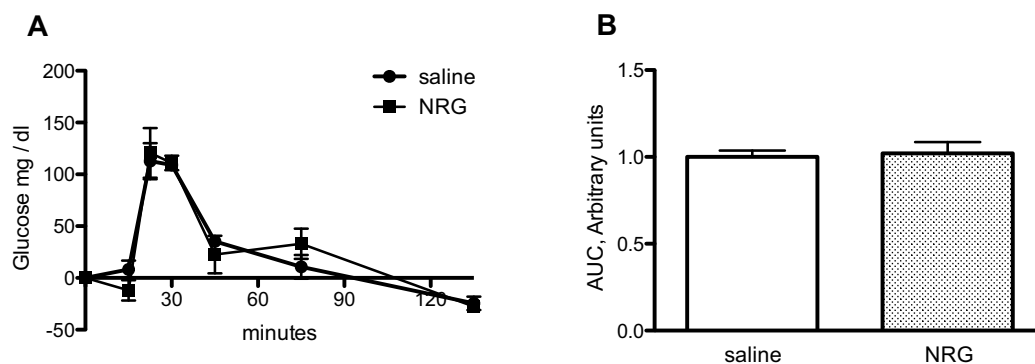 A
Glucose mg / dl
200
150
100
50
0
-50
30
60
90
120
minutes
saline
NRG
B
AUC, Arbitrary units
1.5
1.0
0.5
0.0
saline
NRG